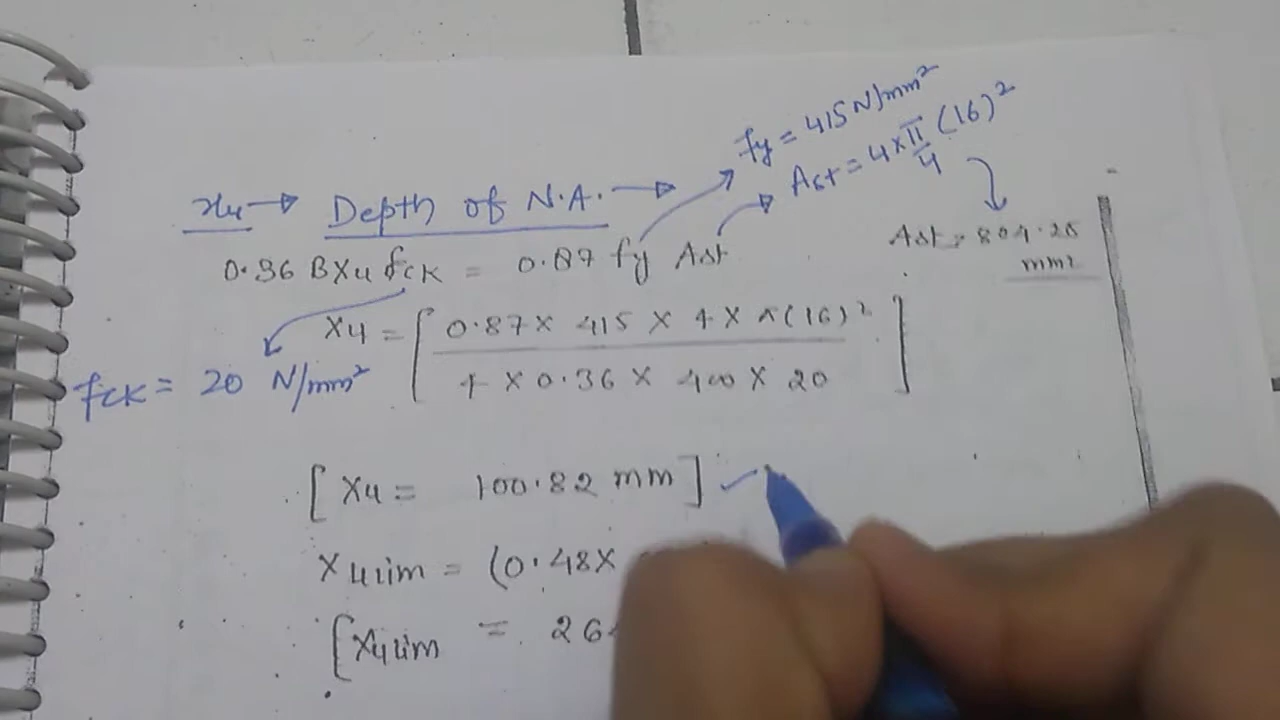 fy = 415 N/mm²
Ast = 4 × π/4 (16)²
xu → Depth of N.A. →
Ast = 804.25 mm²
0.36 B Xu fck = 0.87 fy Ast
Xu = [ 0.87 × 415 × 4 × π(16)² / 4 × 0.36 × 400 × 20 ]
fck = 20 N/mm²
[ Xu = 100.82 mm ] ✓
Xulim = (0.48 ×
[ Xulim = 26